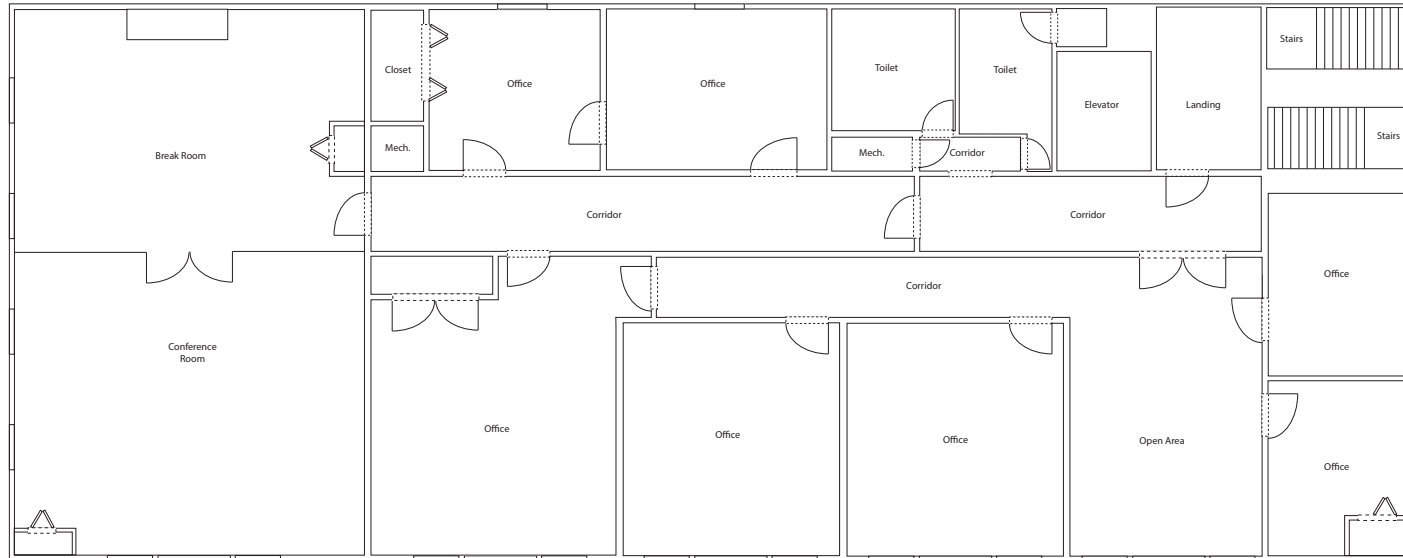 Stairs
Closet
Office
Office
Toilet
Toilet
Elevator
Landing
Stairs
Break Room
Mech.
Mech.
Corridor
Corridor
Corridor
Office
Corridor
Conference
Room
Office
Office
Office
Open Area
Office